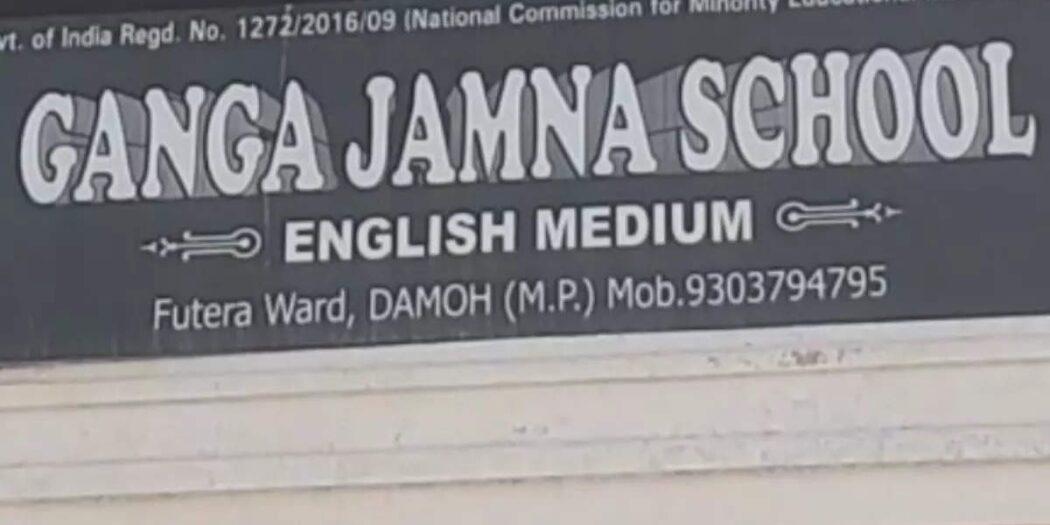 vt. of India Regd. No. 1272/2016/09 (National Commission for Minority
GANGA JAMNA SCHOOL
ENGLISH MEDIUM
Futera Ward, DAMOH (M.P.) Mob.9303794795